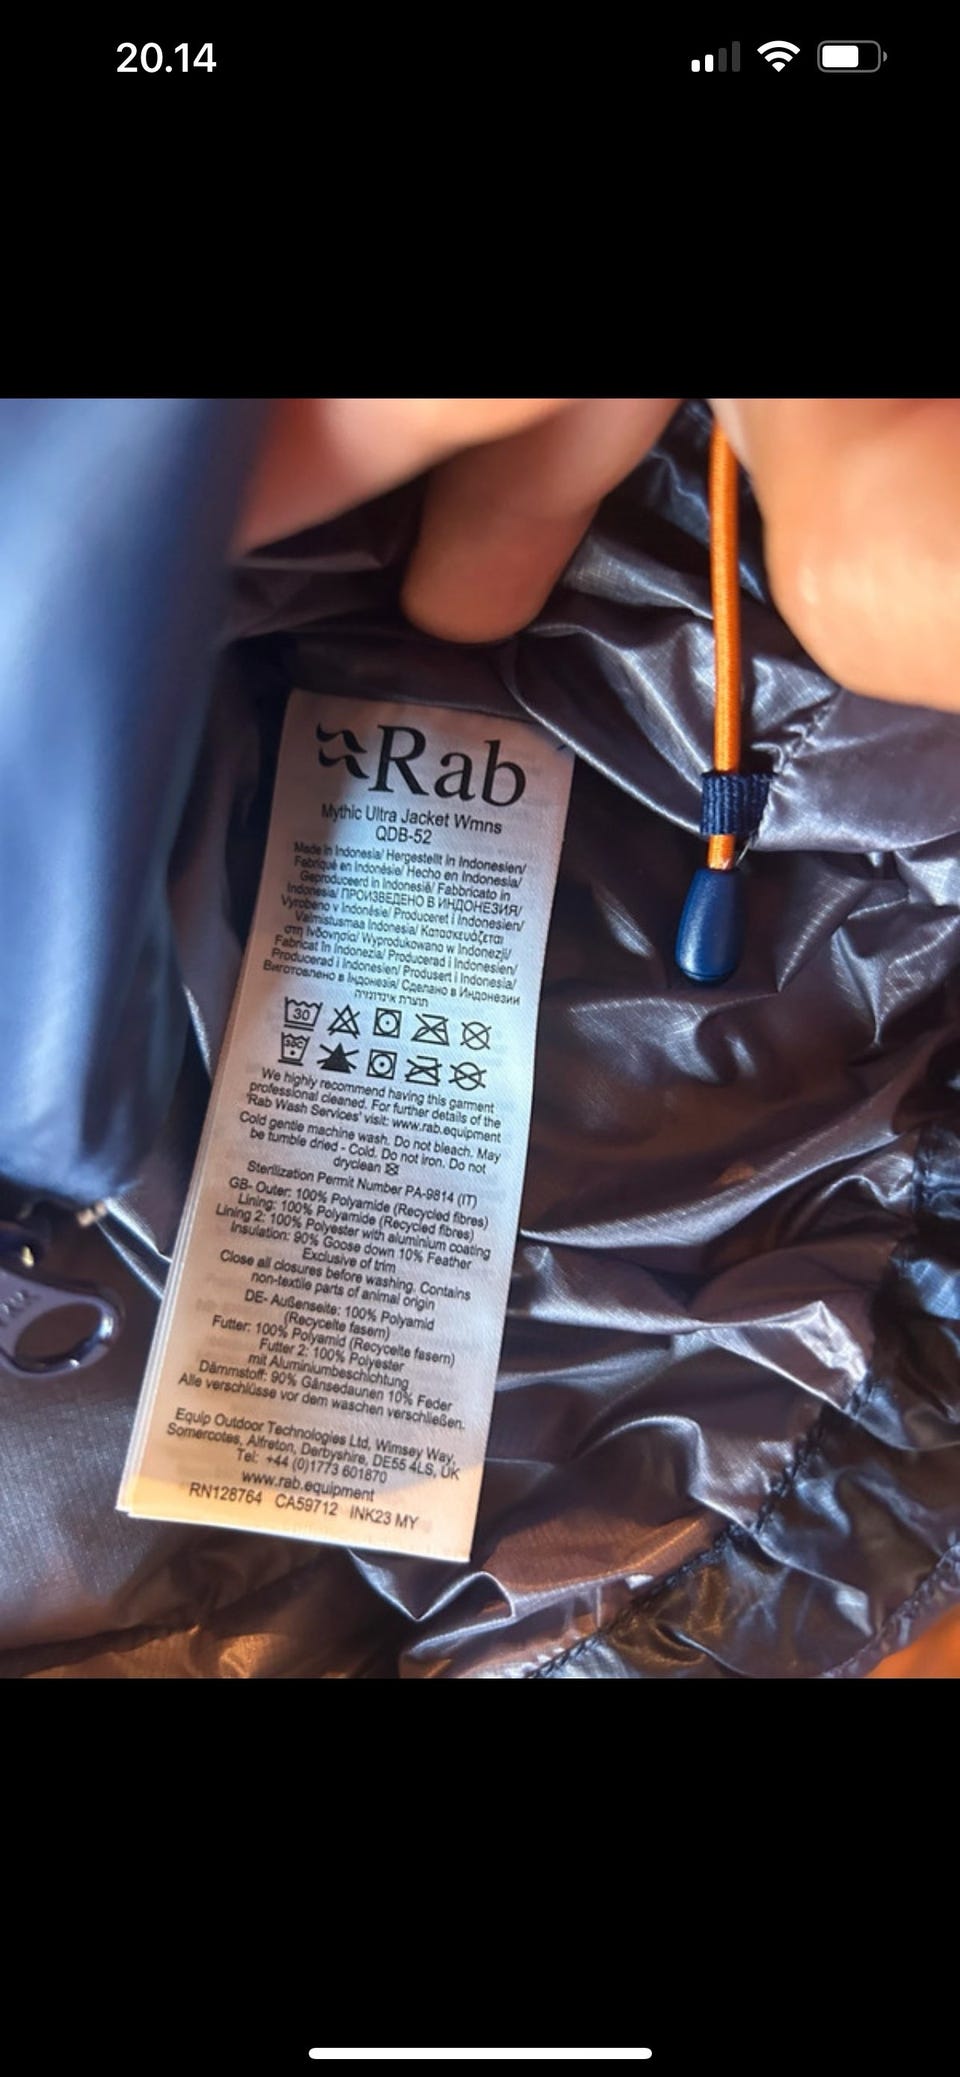 20.14
Rab
Mythic Ultra Jacket Wmns
QDB-52
Made in Indonesia/ Hergestellt in Indonesien/
Fabriqué en Indonésie/ Hecho en Indonesia/
Geproduceerd in Indonesië/ Fabbricato in
Indonesia/ ПРОИЗВЕДЕНО В ИНДОНЕЗИЯ/
Vyrobeno v Indonésie/ Produceret i Indonesien/
Valmistusmaa Indonesia/ Κατασκευάζεται
στη Ινδονησία/ Wyprodukowano w Indonezji/
Fabricat în Indonezia/ Producerad i Indonesien/
Producerad i Indonesien/ Produsert i Indonesia/
Виготовлено в Індонезія/ Сделано в Индонезии
תוצרת אינדונזיה
30
30C
We highly recommend having this garment
professional cleaned. For further details of the
'Rab Wash Services' visit: www.rab.equipment
Cold gentle machine wash. Do not bleach. May
be tumble dried - Cold. Do not iron. Do not
dryclean
Sterilization Permit Number PA-9814 (IT)
GB- Outer: 100% Polyamide (Recycled fibres)
Lining: 100% Polyamide (Recycled fibres)
Lining 2: 100% Polyester with aluminium coating
Insulation: 90% Goose down 10% Feather
Exclusive of trim
Close all closures before washing. Contains
non-textile parts of animal origin
DE- Außenseite: 100% Polyamid
(Recycelte fasern)
Futter: 100% Polyamid (Recycelte fasern)
Futter 2: 100% Polyester
mit Aluminiumbeschichtung
Dämmstoff: 90% Gänsedaunen 10% Feder
Alle verschlüsse vor dem waschen verschließen.
Equip Outdoor Technologies Ltd, Wimsey Way,
Somercotes, Alfreton, Derbyshire, DE55 4LS, UK
Tel: +44 (0)1773 601870
www.rab.equipment
RN128764 CA59712 INK23 MY